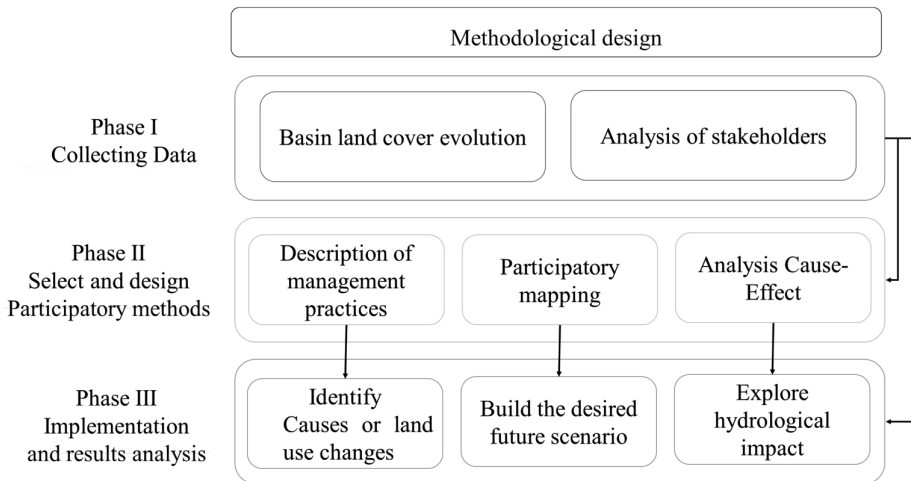 Methodological design
Phase I
Collecting Data
Basin land cover evolution
Analysis of stakeholders
Phase II
Select and design
Participatory methods
Description of
management
practices
Participatory
mapping
Analysis Cause-
Effect
Phase III
Implementation
and results analysis
Identify
Causes or land
use changes
Build the desired
future scenario
Explore
hydrological
impact